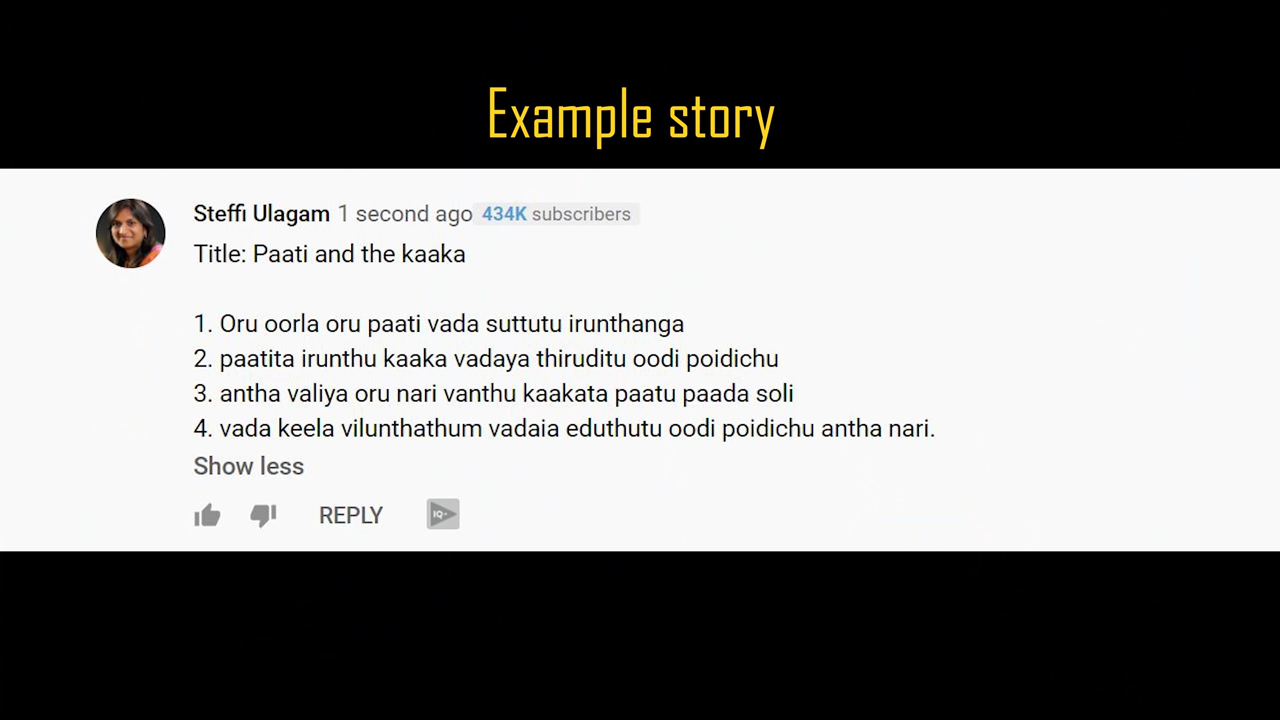 Example story
Steffi Ulagam 1 second ago 434K subscribers
Title: Paati and the kaaka
1. Oru oorla oru paati vada suttutu irunthanga
2. paatita irunthu kaaka vadaya thiruditu oodi poidichu
3. antha valiya oru nari vanthu kaakata paatu paada soli
4. vada keela vilunthathum vadaia eduthutu oodi poidichu antha nari.
Show less
REPLY IQ